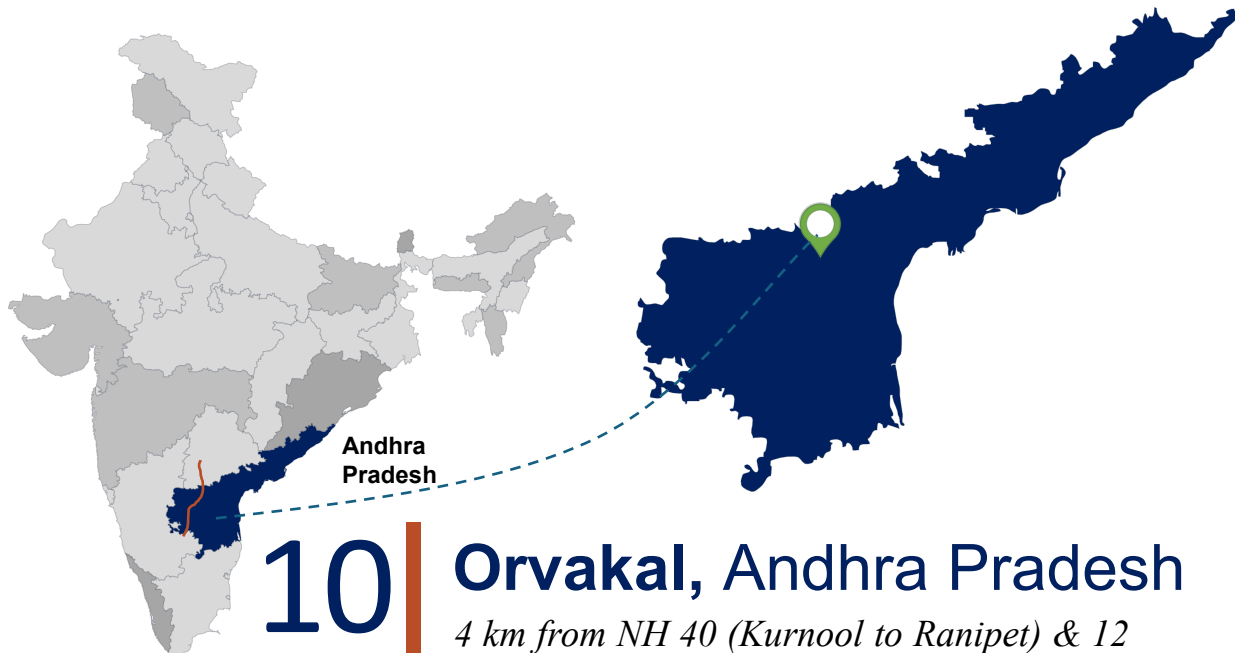 Andhra
Pradesh
10
Orvakal, Andhra Pradesh
4 km from NH 40 (Kurnool to Ranipet) & 12